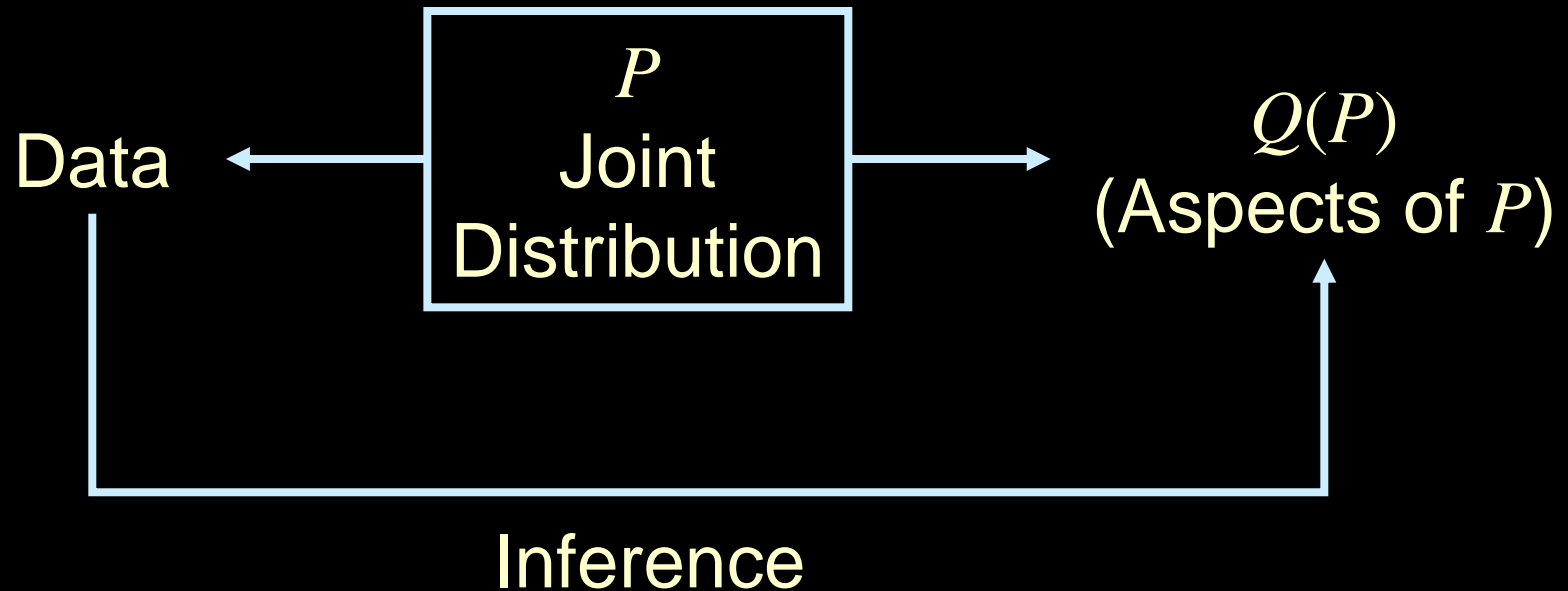 Data
P
Joint
Distribution
Q(P)
(Aspects of P)
Inference